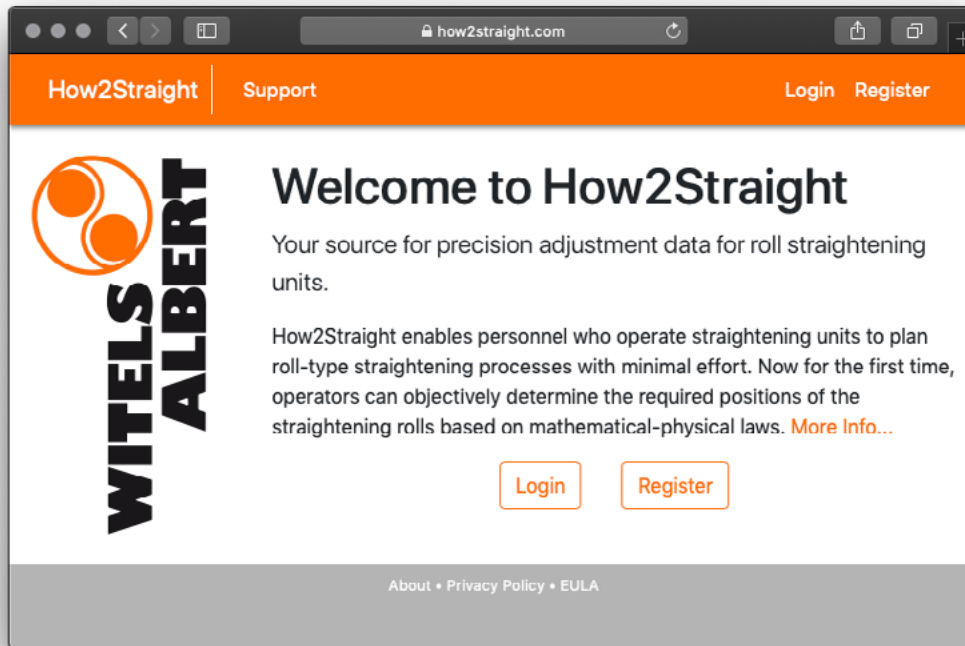 how2straight.com
How2Straight
Support
Login Register
WITELS
ALBERT
Welcome to How2Straight
Your source for precision adjustment data for roll straightening
units.
How2Straight enables personnel who operate straightening units to plan
roll-type straightening processes with minimal effort. Now for the first time,
operators can objectively determine the required positions of the
straightening rolls based on mathematical-physical laws. More Info...
Login
Register
About • Privacy Policy • EULA